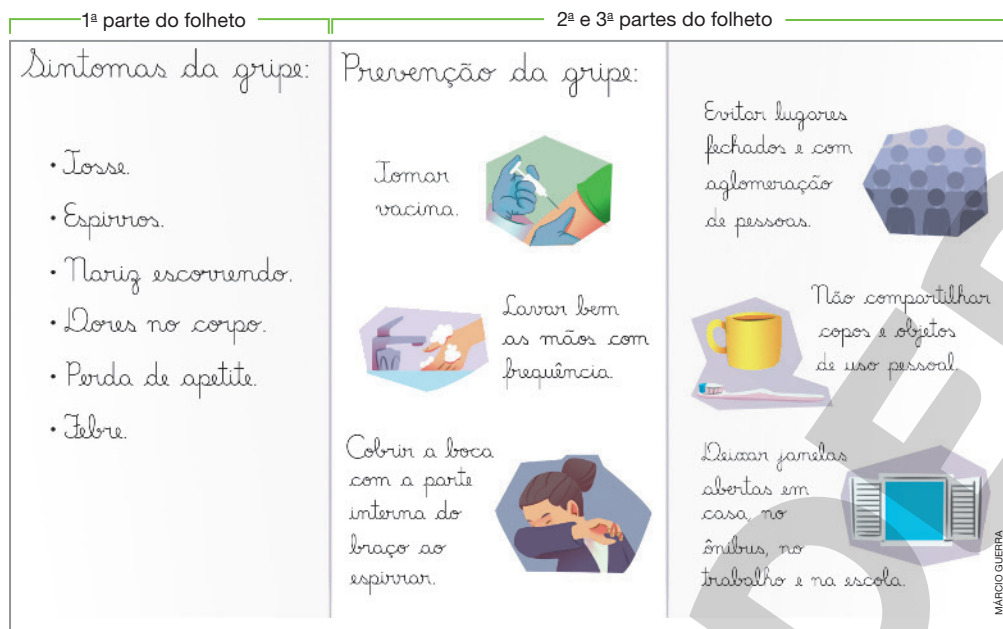 1ª parte do folheto
2ª e 3ª partes do folheto
Sintomas da gripe:
• Tosse.
• Espirros.
• Nariz escorrendo.
• Dores no corpo.
• Perda de apetite.
• Febre.
Prevenção da gripe:
Tomar
vacina.
Lavar bem
as mãos com
frequência.
Cobrir a boca
com a parte
interna do
braço ao
espirrar.
Evitar lugares
fechados e com
aglomeração
de pessoas.
Não compartilhar
copos e objetos
de uso pessoal.
Deixar janelas
abertas em
casa, no
ônibus, no
trabalho e na escola.
MÁRCIO GUERRA